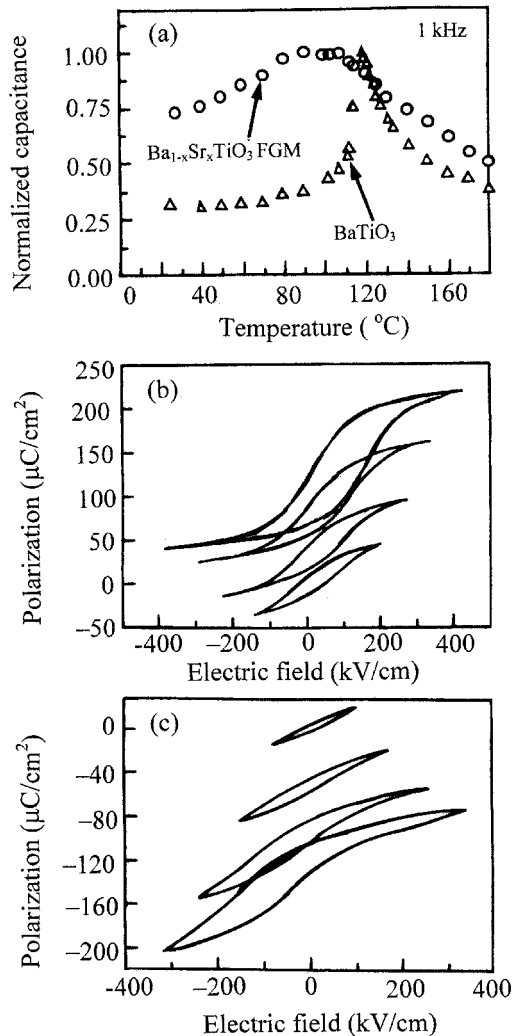 (a)
1 kHz
Normalized capacitance
1.00
0.75
0.50
0.25
0.00
Ba1-xSrxTiO3 FGM
BaTiO3
0 40 80 120 160
Temperature ( °C)
(b)
Polarization (μC/cm²)
250
200
150
100
50
0
−50
-400 −200 0 200 400
Electric field (kV/cm)
(c)
Polarization (μC/cm²)
0
−40
−80
−120
−160
−200
-400 −200 0 200 400
Electric field (kV/cm)